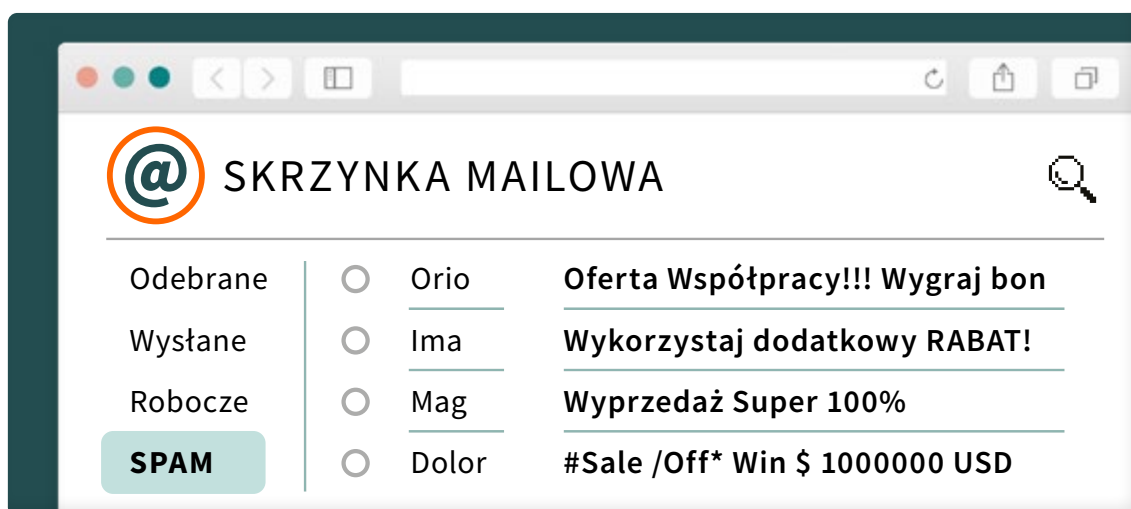 @ SKRZYNKA MAILOWA
Odebrane Orio Oferta Współpracy!!! Wygraj bon
Wysłane Ima Wykorzystaj dodatkowy RABAT!
Robocze Mag Wyprzedaż Super 100%
SPAM Dolor #Sale /Off* Win $ 1000000 USD